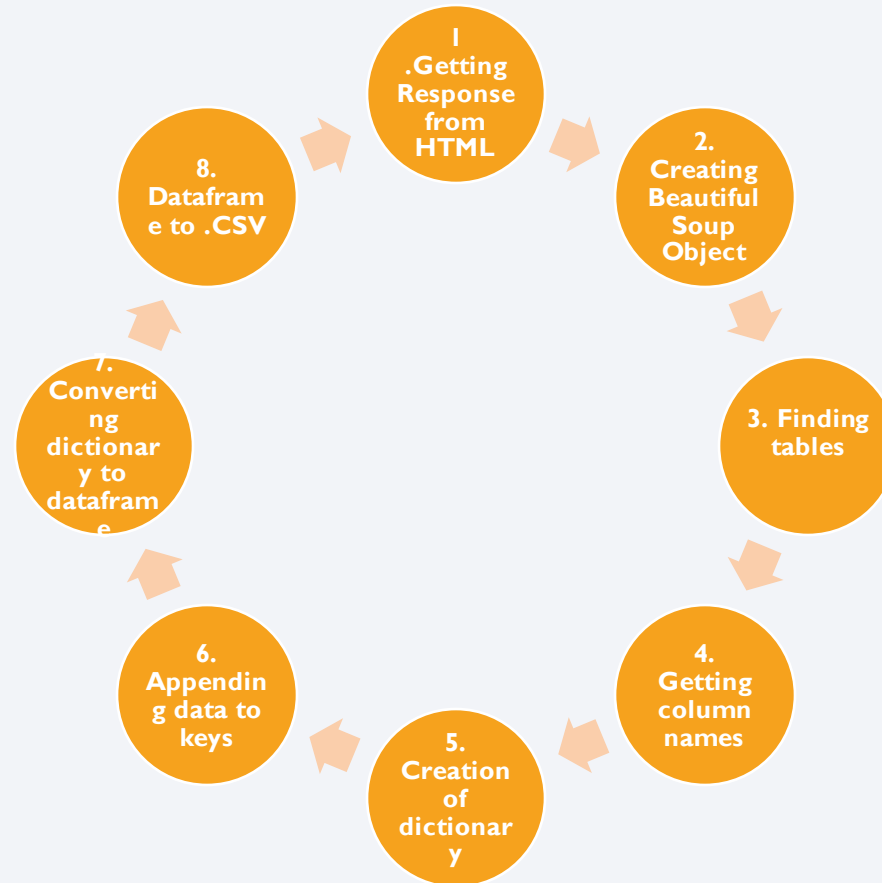 1
.Getting
Response
from
HTML
2.
Creating
Beautiful
Soup
Object
3. Finding
tables
4.
Getting
column
names
5.
Creation
of
dictionar
y
6.
Appendin
g data to
keys
7.
Converti
ng
dictionar
y to
datafram
e
8.
Datafram
e to .CSV